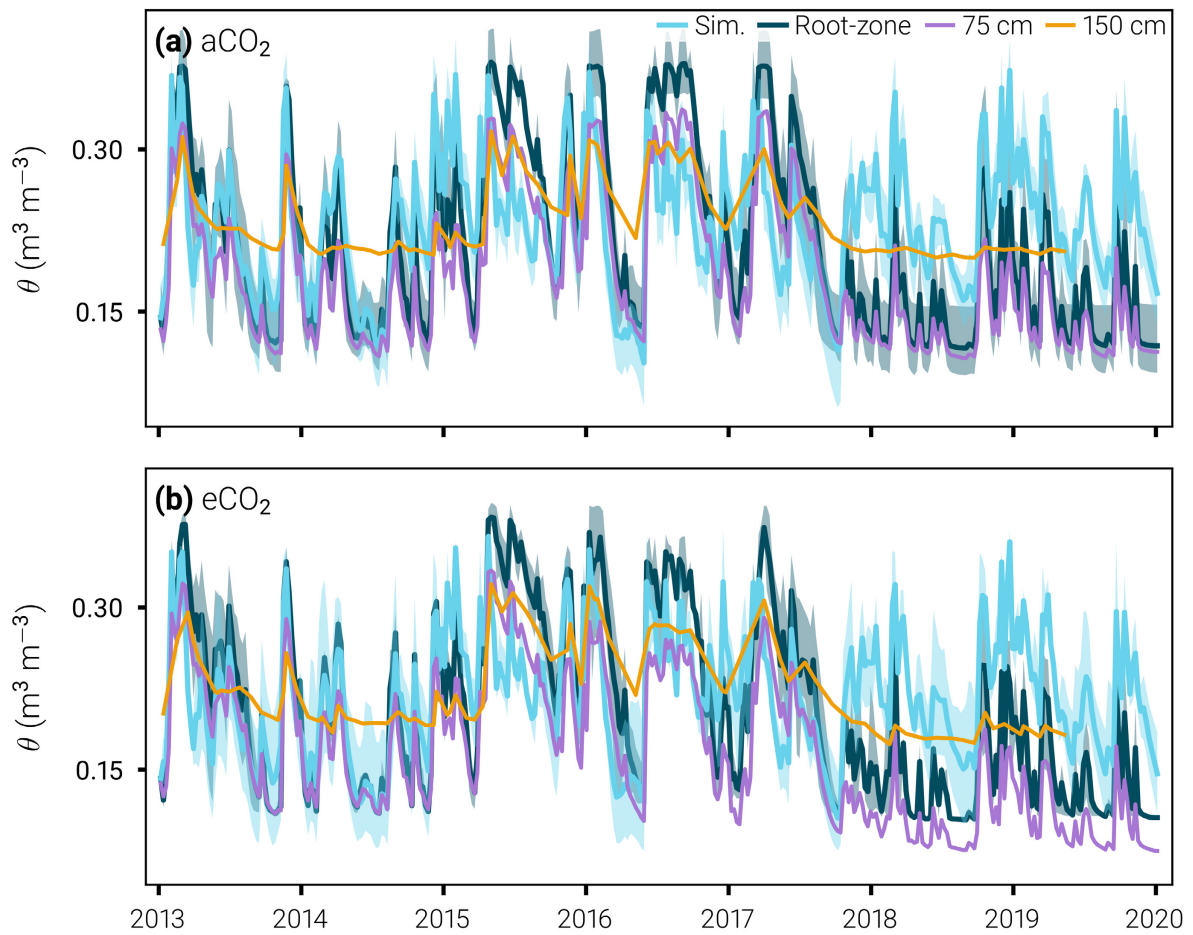 (a) aCO₂
Sim. Root-zone 75 cm 150 cm
θ (m³ m⁻³)
0.30
0.15
(b) eCO₂
θ (m³ m⁻³)
0.30
0.15
2013 2014 2015 2016 2017 2018 2019 2020